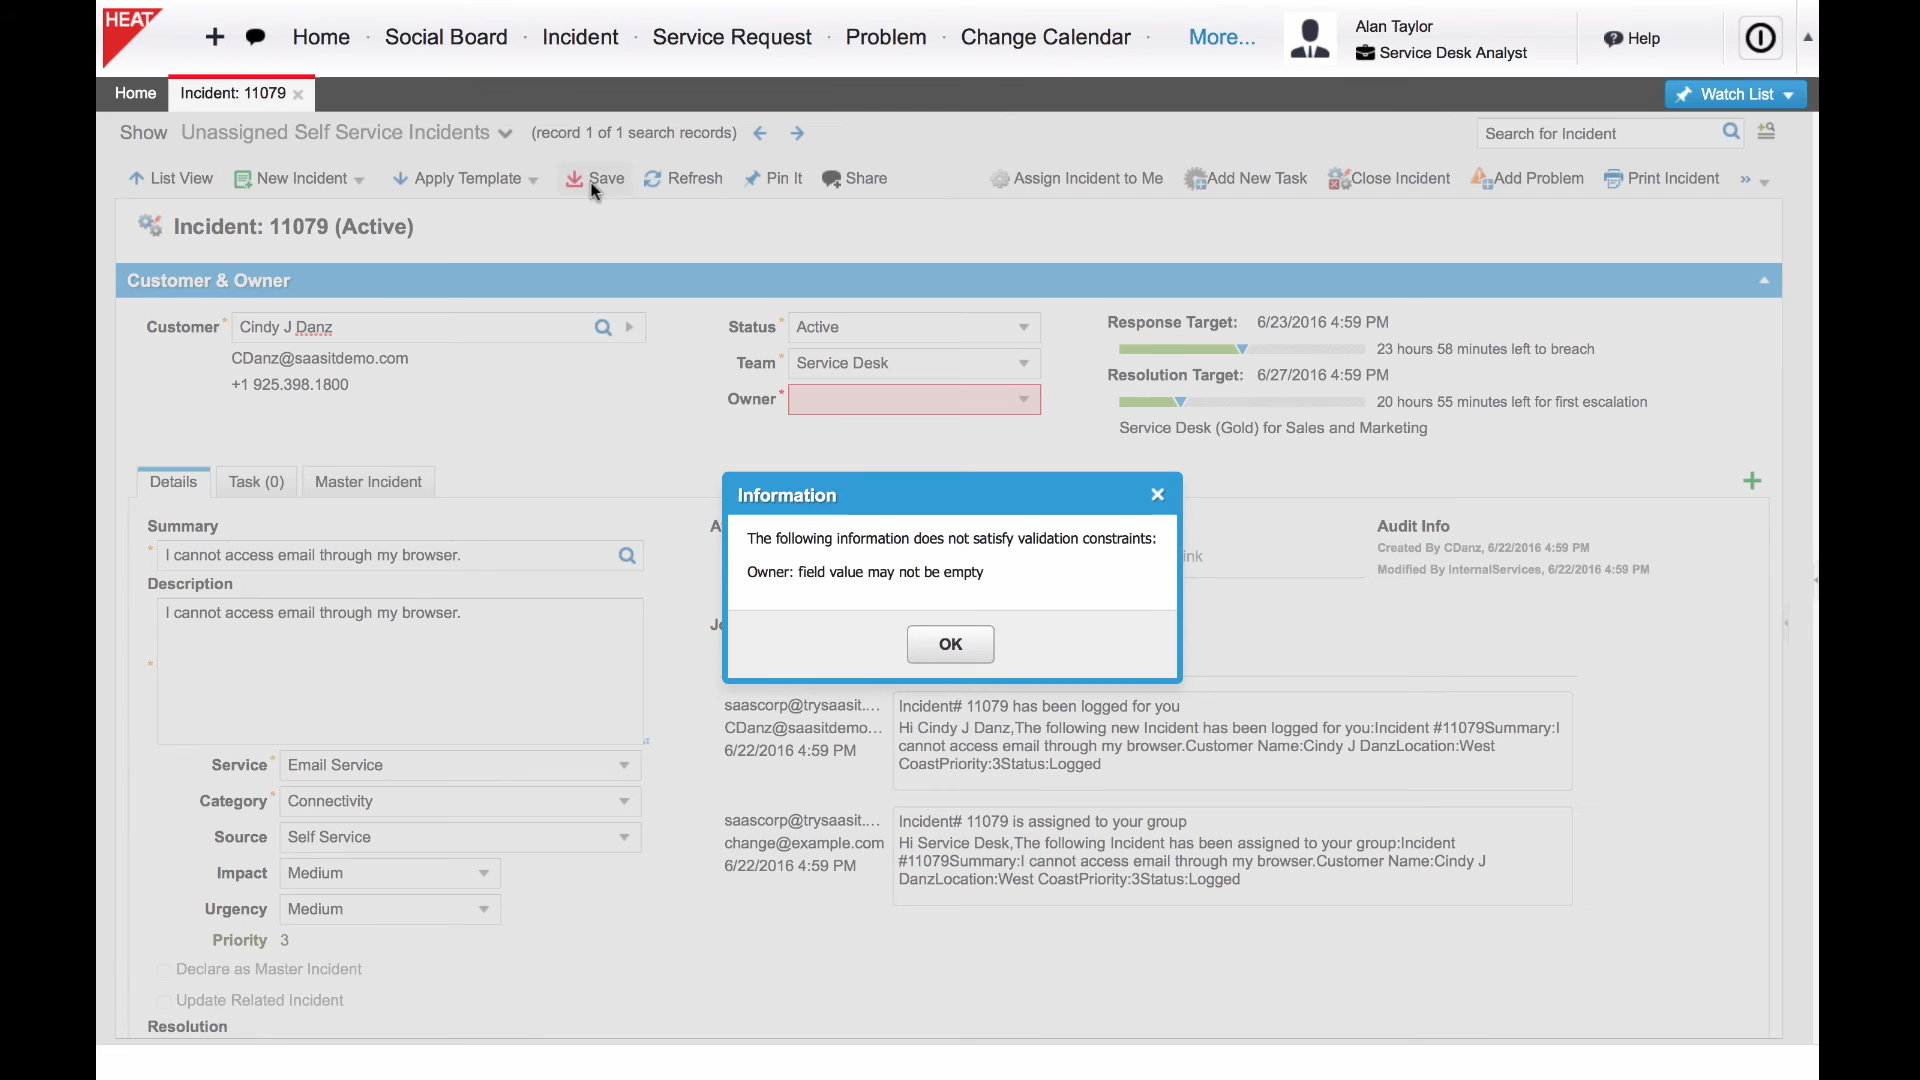 HEAT
Home · Social Board · Incident · Service Request · Problem · Change Calendar · More...
Alan Taylor
Service Desk Analyst
Help
Home
Incident: 11079
Watch List
Show Unassigned Self Service Incidents (record 1 of 1 search records)
Search for Incident
List View New Incident Apply Template Save Refresh Pin It Share
Assign Incident to Me Add New Task Close Incident Add Problem Print Incident »
Incident: 11079 (Active)
Customer & Owner
Customer * Cindy J Danz
CDanz@saasitdemo.com
+1 925.398.1800
Status * Active
Team * Service Desk
Owner *
Response Target: 6/23/2016 4:59 PM
23 hours 58 minutes left to breach
Resolution Target: 6/27/2016 4:59 PM
20 hours 55 minutes left for first escalation
Service Desk (Gold) for Sales and Marketing
Details Task (0) Master Incident
Summary
* I cannot access email through my browser.
Description
I cannot access email through my browser.
*
Service * Email Service
Category * Connectivity
Source Self Service
Impact Medium
Urgency Medium
Priority 3
Declare as Master Incident
Update Related Incident
Resolution
Information
The following information does not satisfy validation constraints:
Owner: field value may not be empty
OK
Audit Info
Created By CDanz, 6/22/2016 4:59 PM
Modified By InternalServices, 6/22/2016 4:59 PM
saascorp@trysaasit....
CDanz@saasitdemo...
6/22/2016 4:59 PM
Incident# 11079 has been logged for you
Hi Cindy J Danz,The following new Incident has been logged for you:Incident #11079Summary:I
cannot access email through my browser.Customer Name:Cindy J DanzLocation:West
CoastPriority:3Status:Logged
saascorp@trysaasit....
change@example.com
6/22/2016 4:59 PM
Incident# 11079 is assigned to your group
Hi Service Desk,The following Incident has been assigned to your group:Incident
#11079Summary:I cannot access email through my browser.Customer Name:Cindy J
DanzLocation:West CoastPriority:3Status:Logged